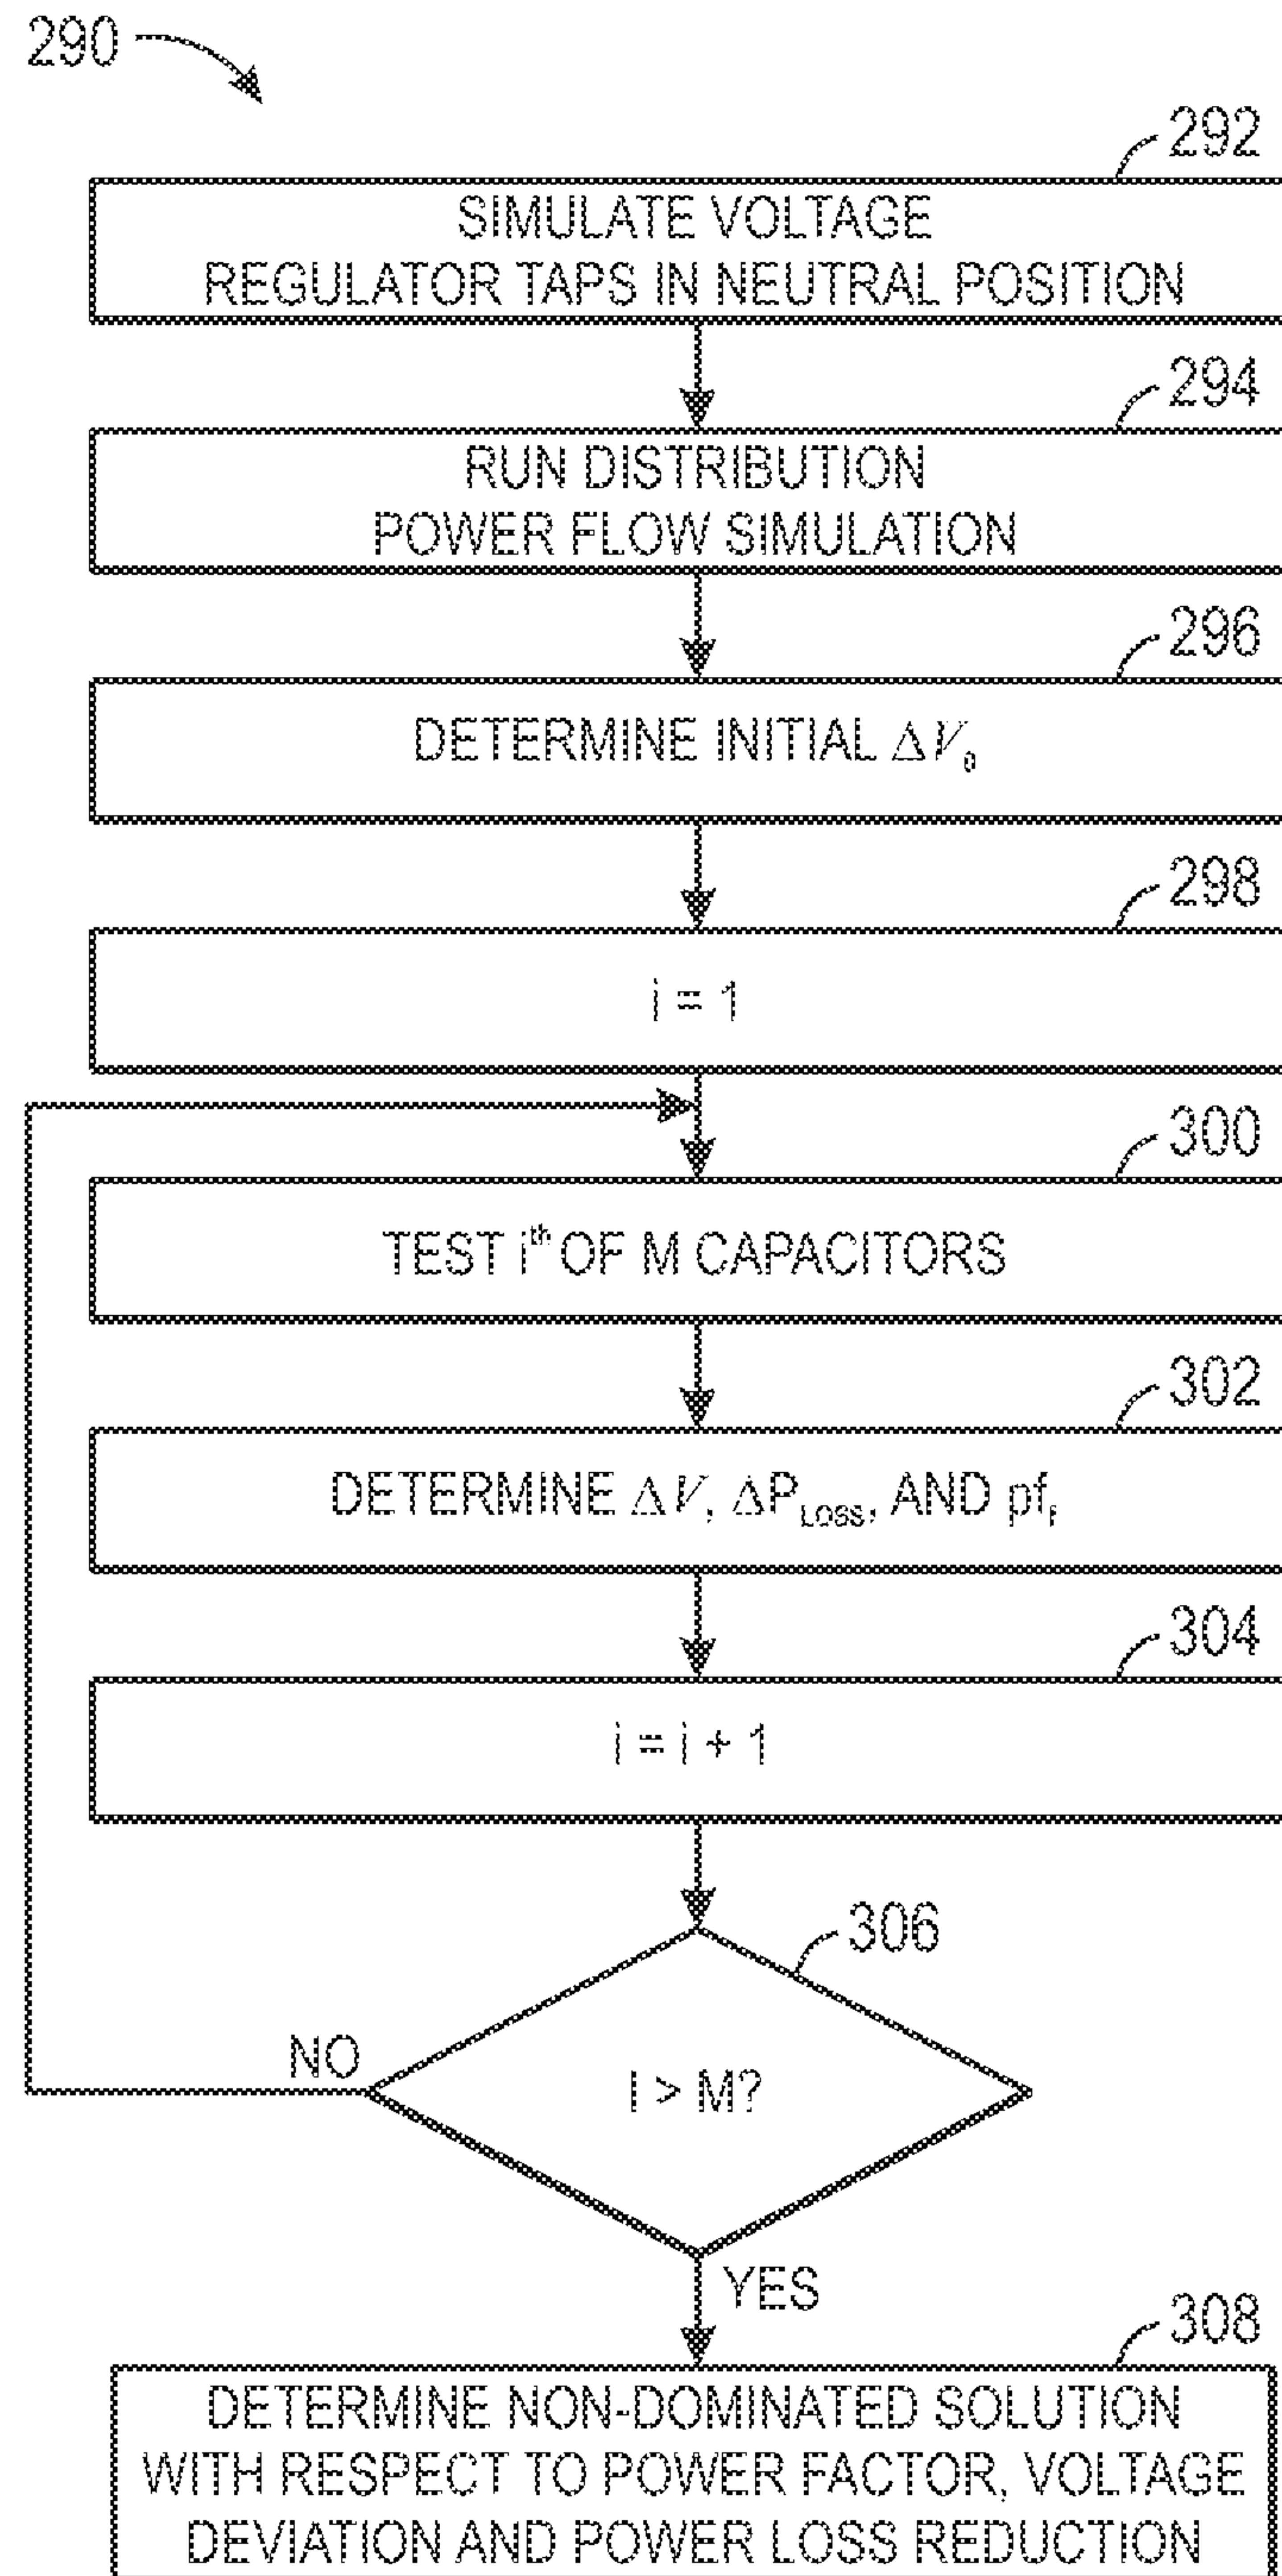 290
292
SIMULATE VOLTAGE
REGULATOR TAPS IN NEUTRAL POSITION
294
RUN DISTRIBUTION
POWER FLOW SIMULATION
296
DETERMINE INITIAL ΔV₀
298
i = 1
300
TEST iᵗʰ OF M CAPACITORS
302
DETERMINE ΔV, ΔP_LOSS, AND pfᵢ
304
i = i + 1
306
I > M?
NO
YES
308
DETERMINE NON-DOMINATED SOLUTION
WITH RESPECT TO POWER FACTOR, VOLTAGE
DEVIATION AND POWER LOSS REDUCTION